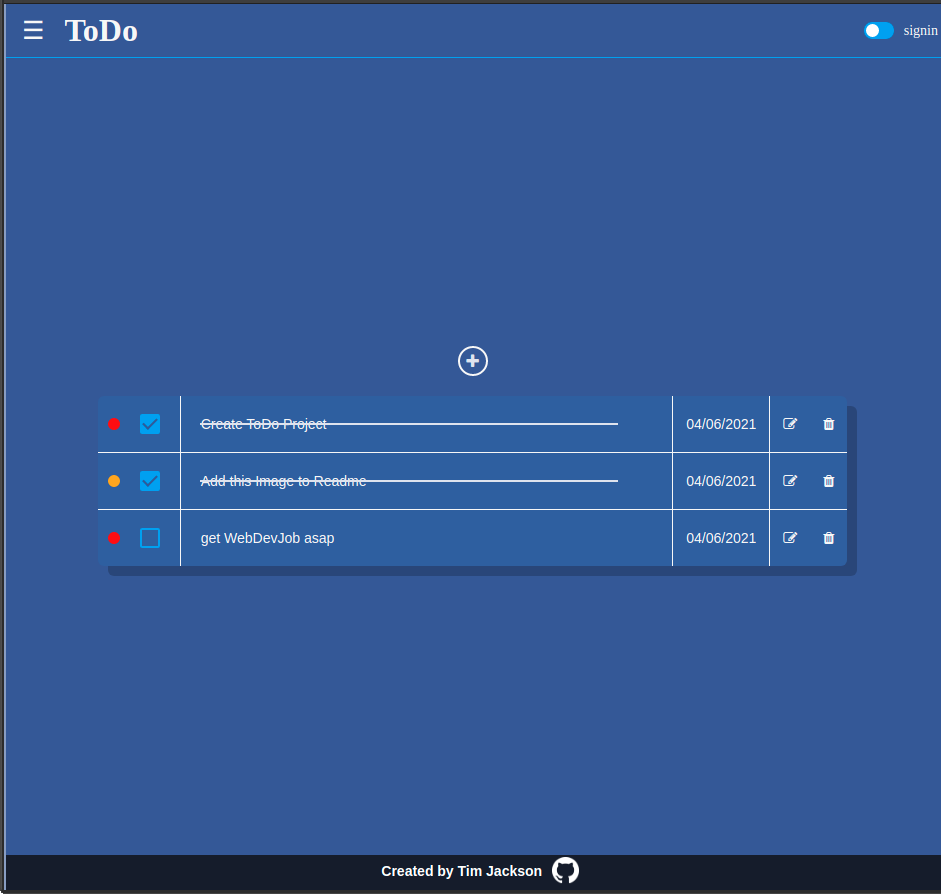 ToDo
signin
Create ToDo Project 04/06/2021
Add this Image to Readme 04/06/2021
get WebDevJob asap 04/06/2021
Created by Tim Jackson